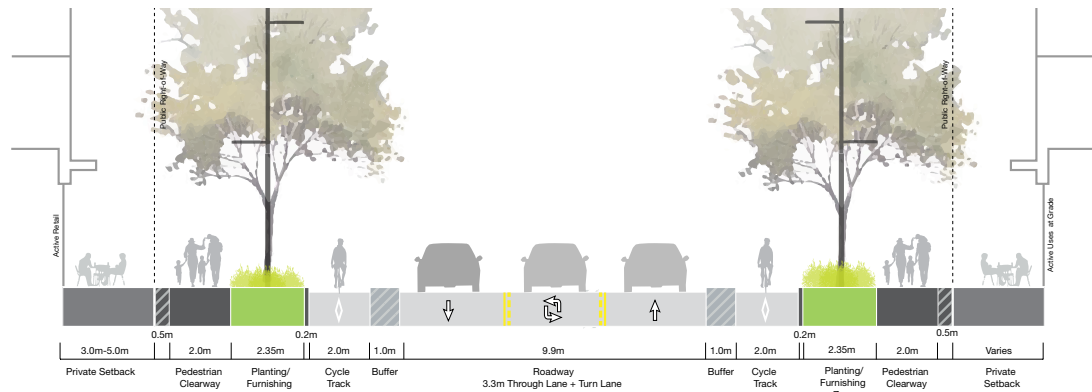 Public Right-of-Way
Public Right-of-Way
Active Retail
Active Uses at Grade
0.5m
0.2m
0.2m
0.5m
3.0m-5.0m
2.0m
2.35m
2.0m
1.0m
9.9m
1.0m
2.0m
2.35m
2.0m
Varies
Private Setback
Pedestrian
Clearway
Planting/
Furnishing
Cycle
Track
Buffer
Roadway
3.3m Through Lane + Turn Lane
Buffer
Cycle
Track
Planting/
Furnishing
Pedestrian
Clearway
Private
Setback